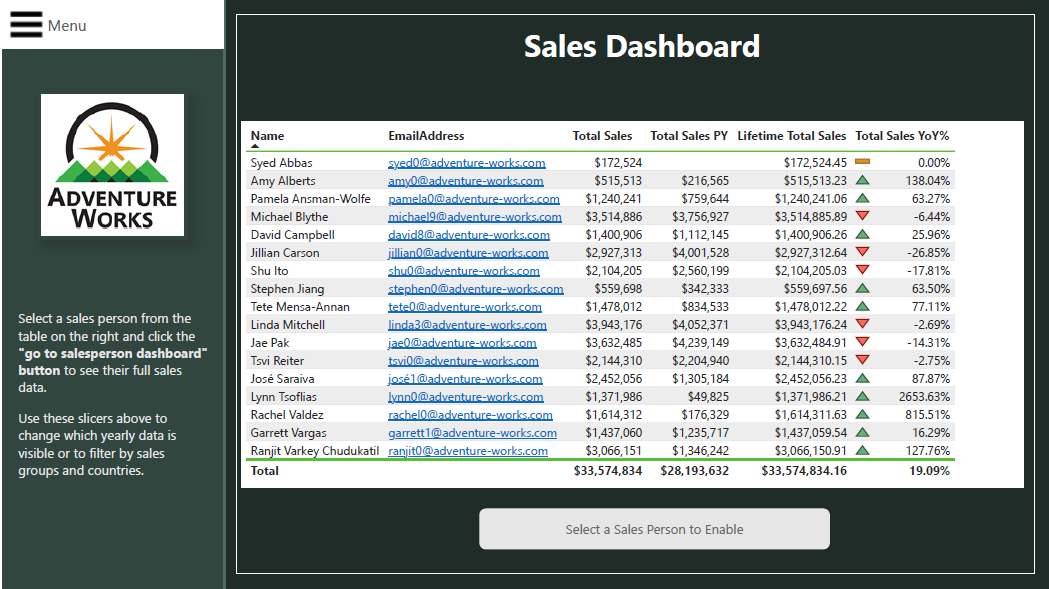 Menu
ADVENTURE
WORKS
Select a sales person from the
table on the right and click the
"go to salesperson dashboard"
button to see their full sales
data.
Use these slicers above to
change which yearly data is
visible or to filter by sales
groups and countries.
Sales Dashboard
Name EmailAddress Total Sales Total Sales PY Lifetime Total Sales Total Sales YoY%
Syed Abbas syed0@adventure-works.com $172,524 $172,524.45 0.00%
Amy Alberts amy0@adventure-works.com $515,513 $216,565 $515,513.23 138.04%
Pamela Ansman-Wolfe pamela0@adventure-works.com $1,240,241 $759,644 $1,240,241.06 63.27%
Michael Blythe michael9@adventure-works.com $3,514,886 $3,756,927 $3,514,885.89 -6.44%
David Campbell david8@adventure-works.com $1,400,906 $1,112,145 $1,400,906.26 25.96%
Jillian Carson jillian0@adventure-works.com $2,927,313 $4,001,528 $2,927,312.64 -26.85%
Shu Ito shu0@adventure-works.com $2,104,205 $2,560,199 $2,104,205.03 -17.81%
Stephen Jiang stephen0@adventure-works.com $559,698 $342,333 $559,697.56 63.50%
Tete Mensa-Annan tete0@adventure-works.com $1,478,012 $834,533 $1,478,012.22 77.11%
Linda Mitchell linda3@adventure-works.com $3,943,176 $4,052,371 $3,943,176.24 -2.69%
Jae Pak jae0@adventure-works.com $3,632,485 $4,239,149 $3,632,484.91 -14.31%
Tsvi Reiter tsvi0@adventure-works.com $2,144,310 $2,204,940 $2,144,310.15 -2.75%
José Saraiva josé1@adventure-works.com $2,452,056 $1,305,184 $2,452,056.23 87.87%
Lynn Tsoflias lynn0@adventure-works.com $1,371,986 $49,825 $1,371,986.21 2653.63%
Rachel Valdez rachel0@adventure-works.com $1,614,312 $176,329 $1,614,311.63 815.51%
Garrett Vargas garrett1@adventure-works.com $1,437,060 $1,235,717 $1,437,059.54 16.29%
Ranjit Varkey Chudukatil ranjit0@adventure-works.com $3,066,151 $1,346,242 $3,066,150.91 127.76%
Total $33,574,834 $28,193,632 $33,574,834.16 19.09%
Select a Sales Person to Enable